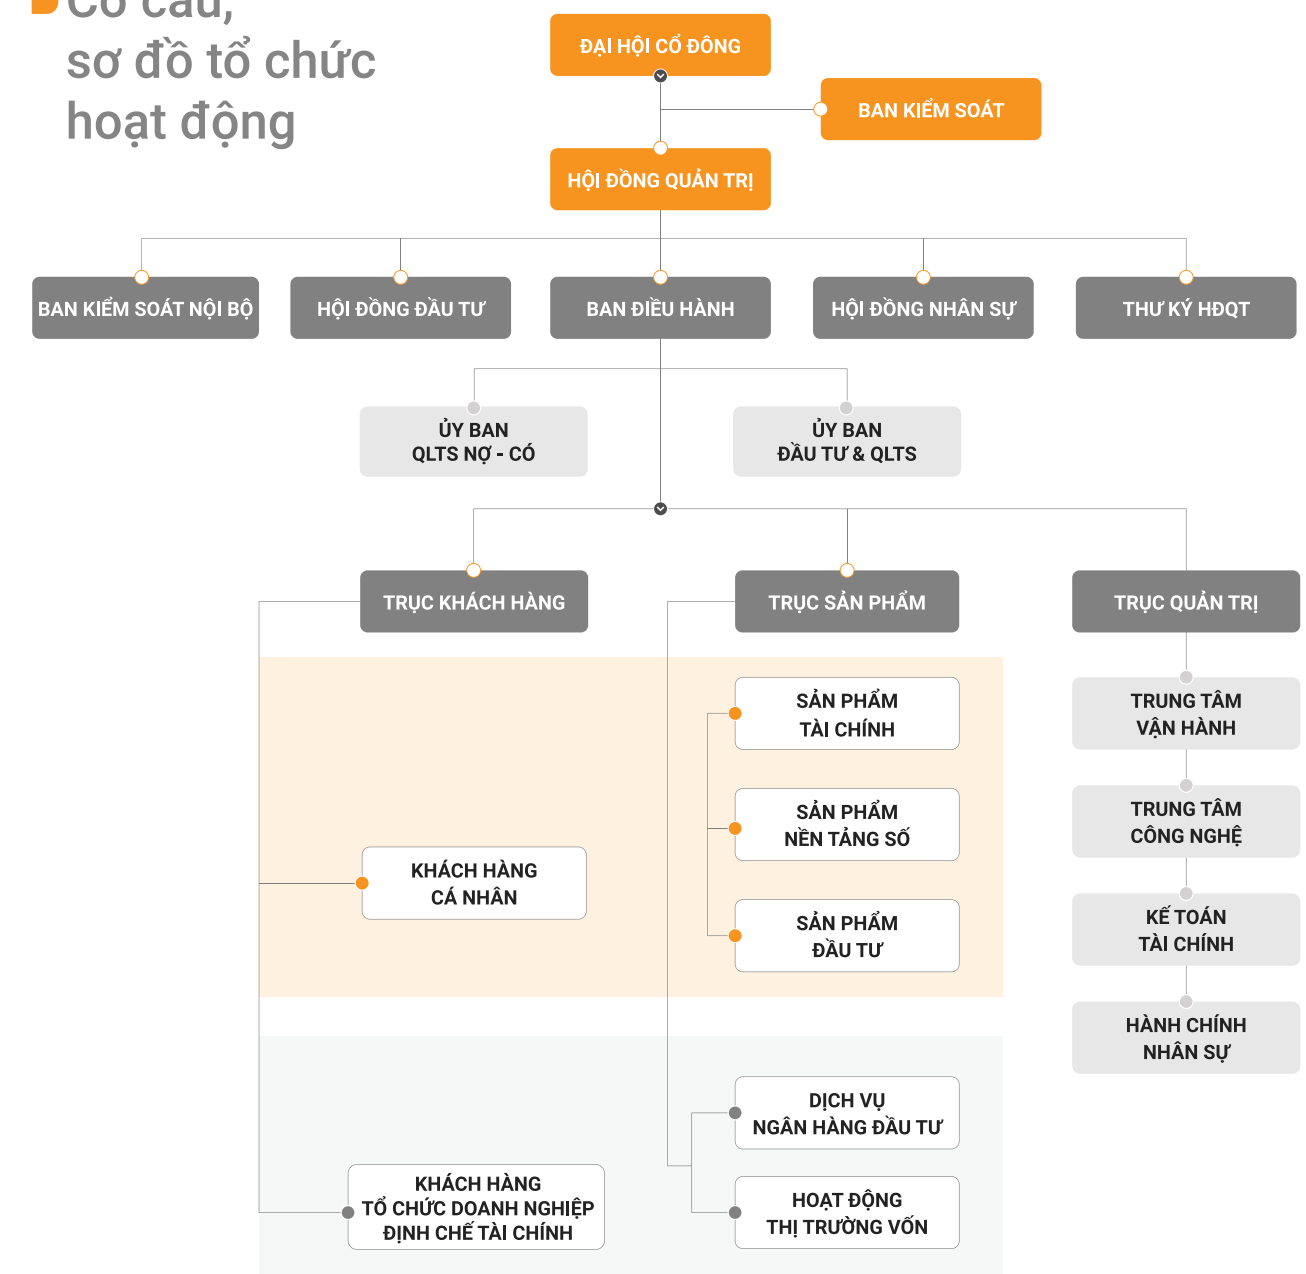 Cơ cấu,
sơ đồ tổ chức
hoạt động
ĐẠI HỘI CỔ ĐÔNG
BAN KIỂM SOÁT
HỘI ĐỒNG QUẢN TRỊ
BAN KIỂM SOÁT NỘI BỘ
HỘI ĐỒNG ĐẦU TƯ
BAN ĐIỀU HÀNH
HỘI ĐỒNG NHÂN SỰ
THƯ KÝ HĐQT
ỦY BAN
QLTS NỢ - CÓ
ỦY BAN
ĐẦU TƯ & QLTS
TRỤC KHÁCH HÀNG
TRỤC SẢN PHẨM
TRỤC QUẢN TRỊ
SẢN PHẨM
TÀI CHÍNH
TRUNG TÂM
VẬN HÀNH
SẢN PHẨM
NỀN TẢNG SỐ
TRUNG TÂM
CÔNG NGHỆ
KHÁCH HÀNG
CÁ NHÂN
SẢN PHẨM
ĐẦU TƯ
KẾ TOÁN
TÀI CHÍNH
HÀNH CHÍNH
NHÂN SỰ
DỊCH VỤ
NGÂN HÀNG ĐẦU TƯ
KHÁCH HÀNG
TỔ CHỨC DOANH NGHIỆP
ĐỊNH CHẾ TÀI CHÍNH
HOẠT ĐỘNG
THỊ TRƯỜNG VỐN